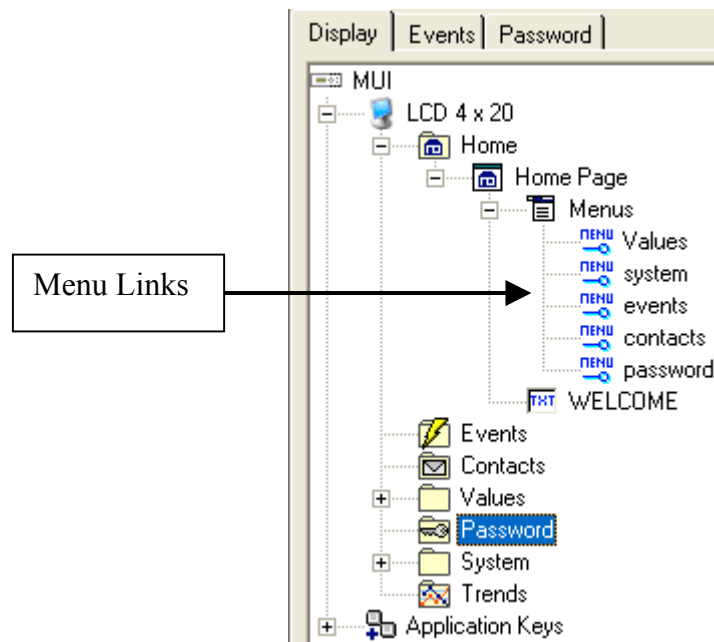 Display Events Password
MUI
LCD 4 x 20
Home
Home Page
Menus
MENU Values
MENU system
MENU events
MENU contacts
MENU password
TXT WELCOME
Events
Contacts
Values
Password
System
Trends
Application Keys
Menu Links